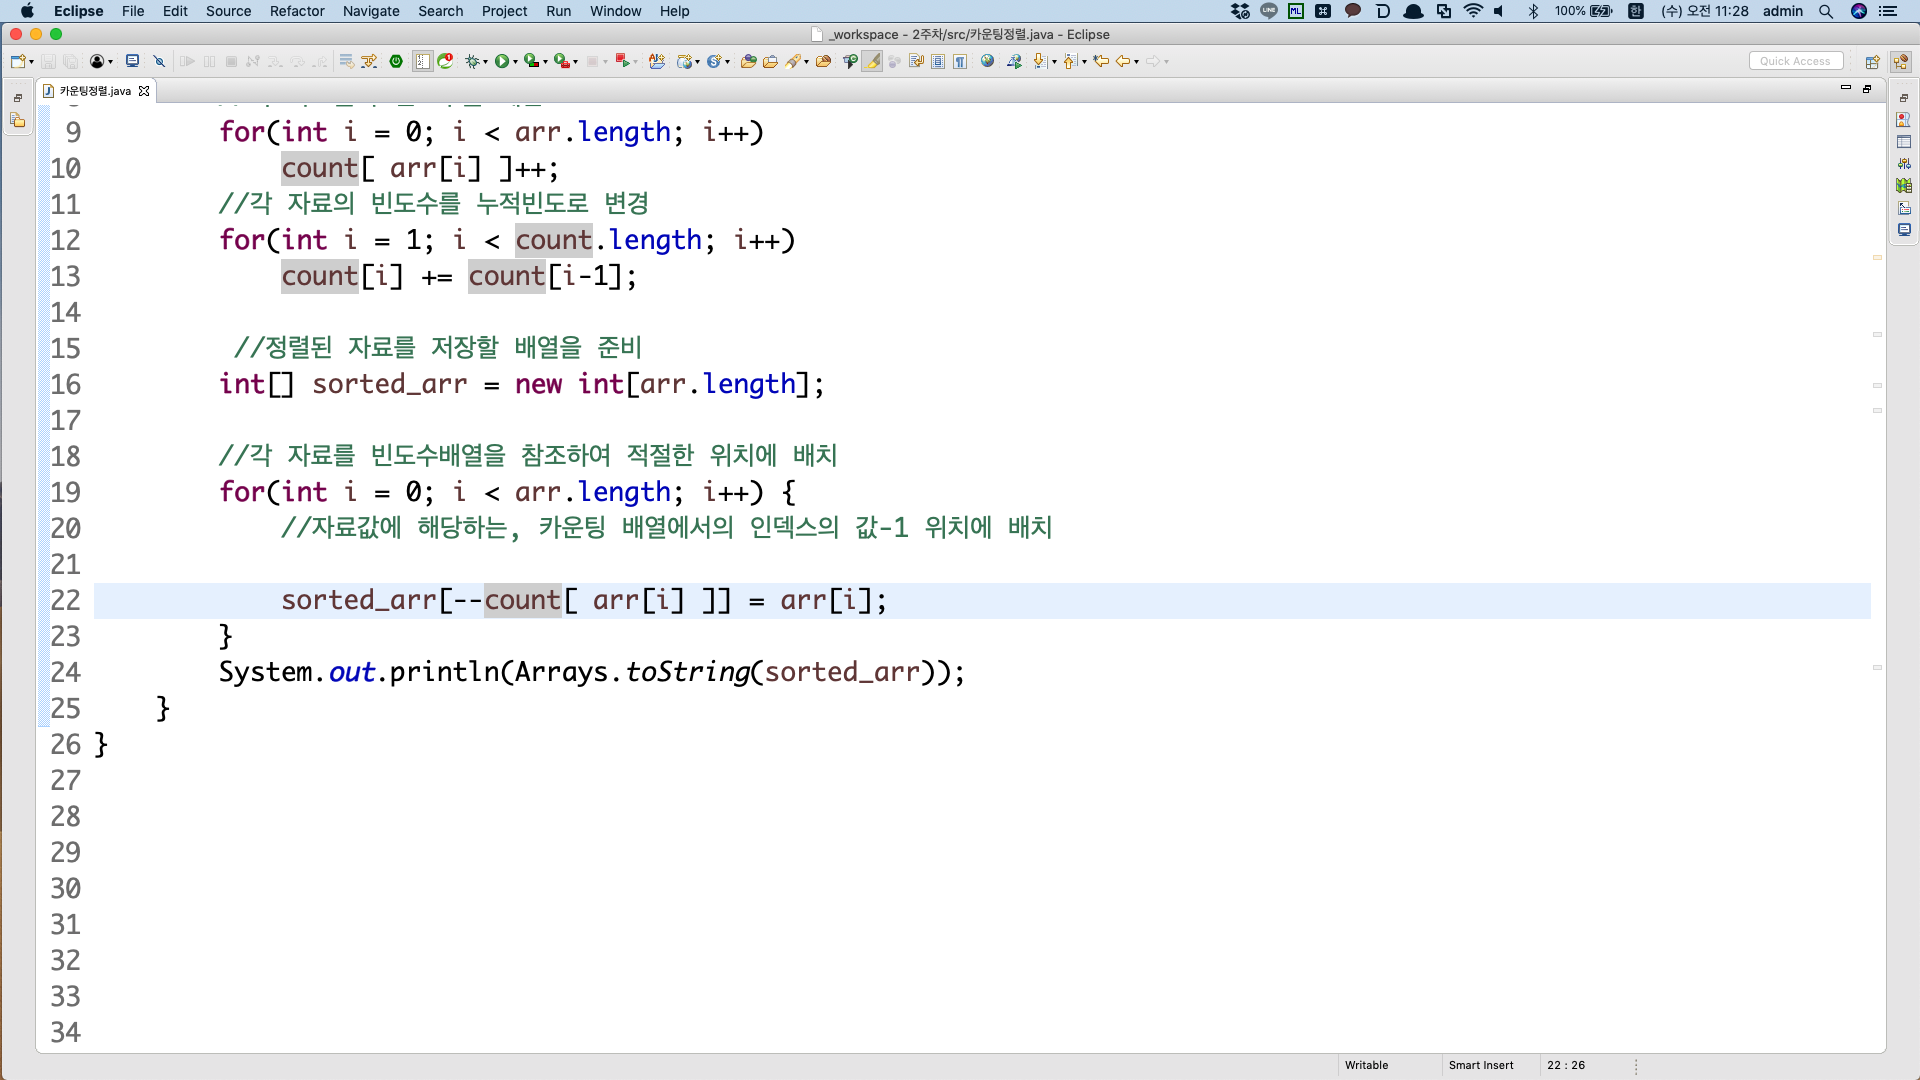 Eclipse File Edit Source Refactor Navigate Search Project Run Window Help 100% 한 (수) 오전 11:28 admin
_workspace - 2주차/src/카운팅정렬.java - Eclipse
Quick Access
카운팅정렬.java
9 for(int i = 0; i < arr.length; i++)
10 count[ arr[i] ]++;
11 //각 자료의 빈도수를 누적빈도로 변경
12 for(int i = 1; i < count.length; i++)
13 count[i] += count[i-1];
14
15 //정렬된 자료를 저장할 배열을 준비
16 int[] sorted_arr = new int[arr.length];
17
18 //각 자료를 빈도수배열을 참조하여 적절한 위치에 배치
19 for(int i = 0; i < arr.length; i++) {
20 //자료값에 해당하는, 카운팅 배열에서의 인덱스의 값-1 위치에 배치
21
22 sorted_arr[--count[ arr[i] ]] = arr[i];
23 }
24 System.out.println(Arrays.toString(sorted_arr));
25 }
26 }
27
28
29
30
31
32
33
34
Writable Smart Insert 22 : 26